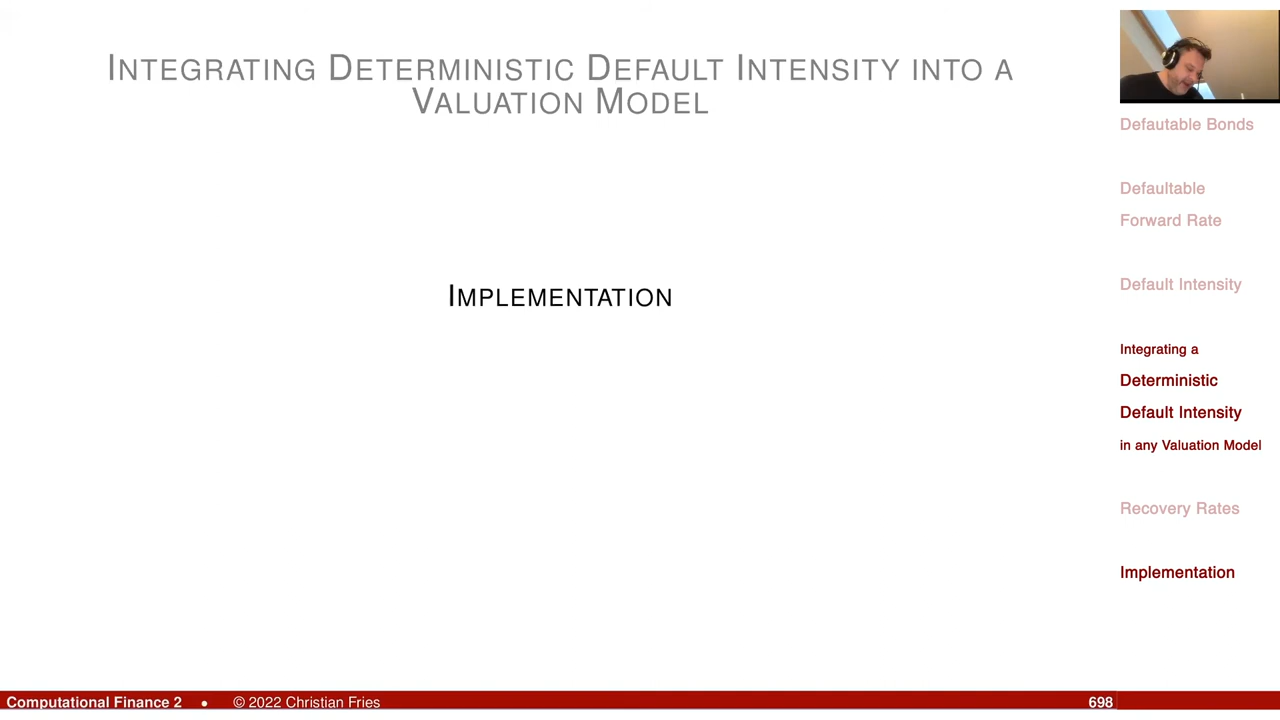 INTEGRATING DETERMINISTIC DEFAULT INTENSITY INTO A
VALUATION MODEL
IMPLEMENTATION
Defautable Bonds
Defaultable
Forward Rate
Default Intensity
Integrating a
Deterministic
Default Intensity
in any Valuation Model
Recovery Rates
Implementation
Computational Finance 2 • © 2022 Christian Fries 698